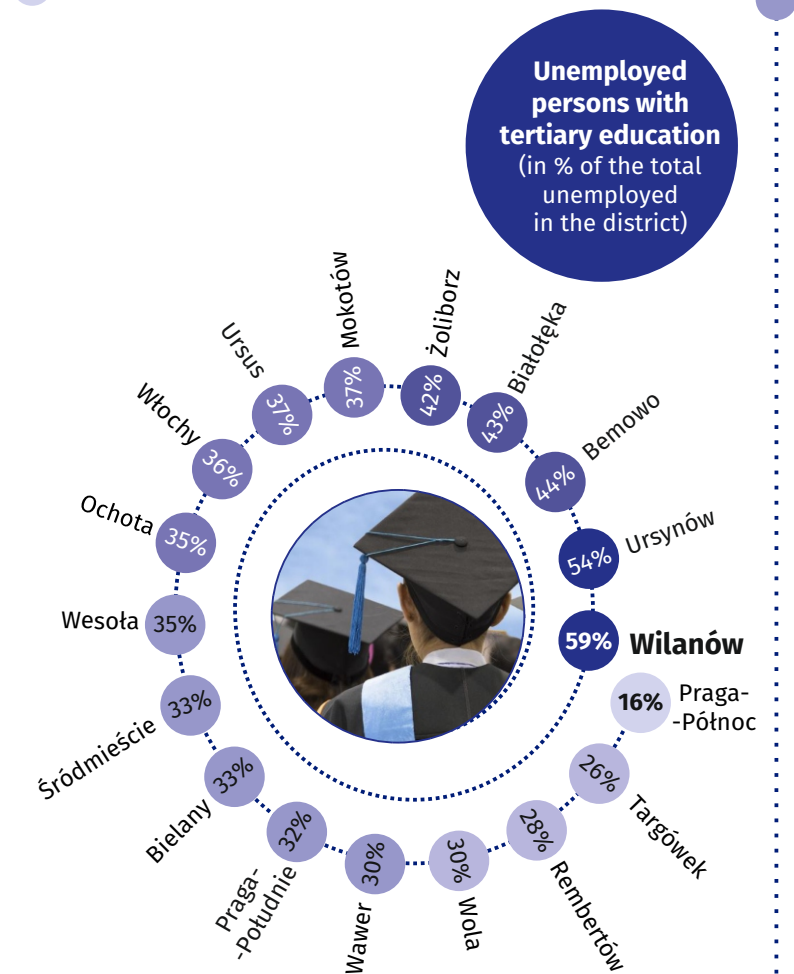 Unemployed
persons with
tertiary education
(in % of the total
unemployed
in the district)
Wilanów
59%
Ursynów
54%
Bemowo
44%
Białołęka
43%
Żoliborz
42%
Mokotów
37%
Ursus
37%
Włochy
36%
Ochota
35%
Wesoła
35%
Śródmieście
33%
Bielany
33%
Praga-
-Południe
32%
Wawer
30%
Wola
30%
Rembertów
28%
Targówek
26%
Praga-
-Północ
16%